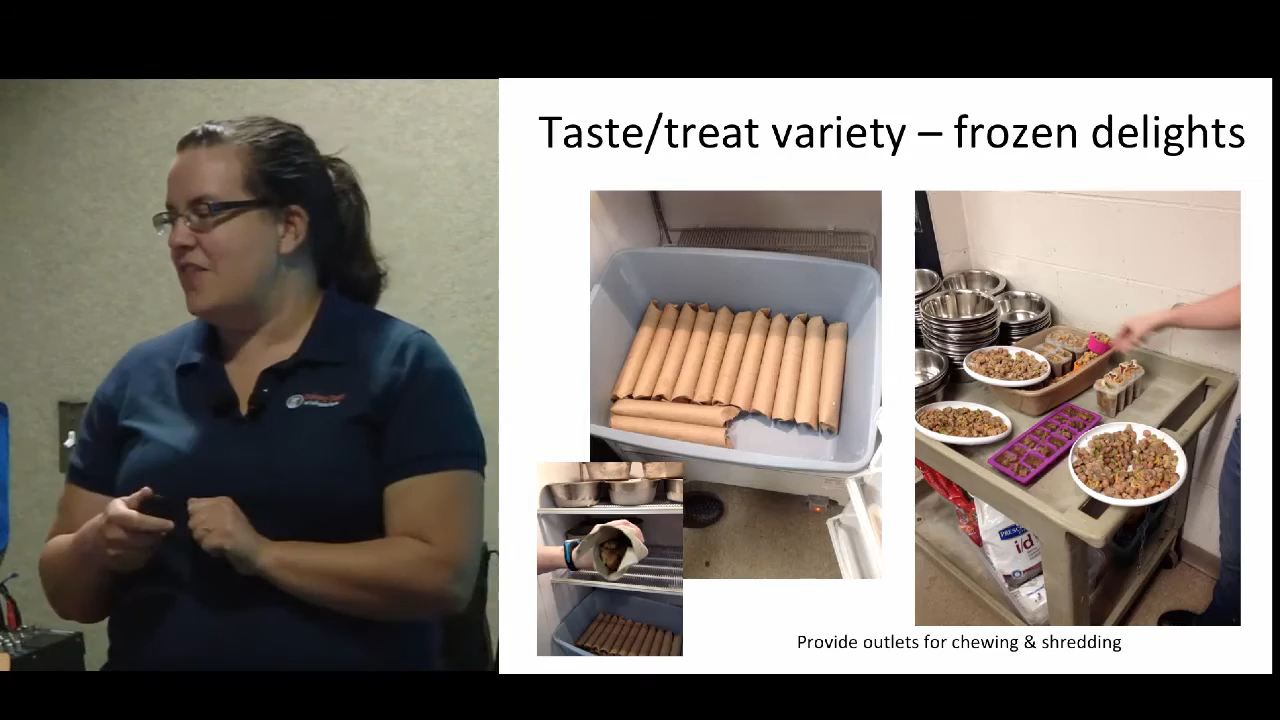 Taste/treat variety – frozen delights
i/d
Provide outlets for chewing & shredding